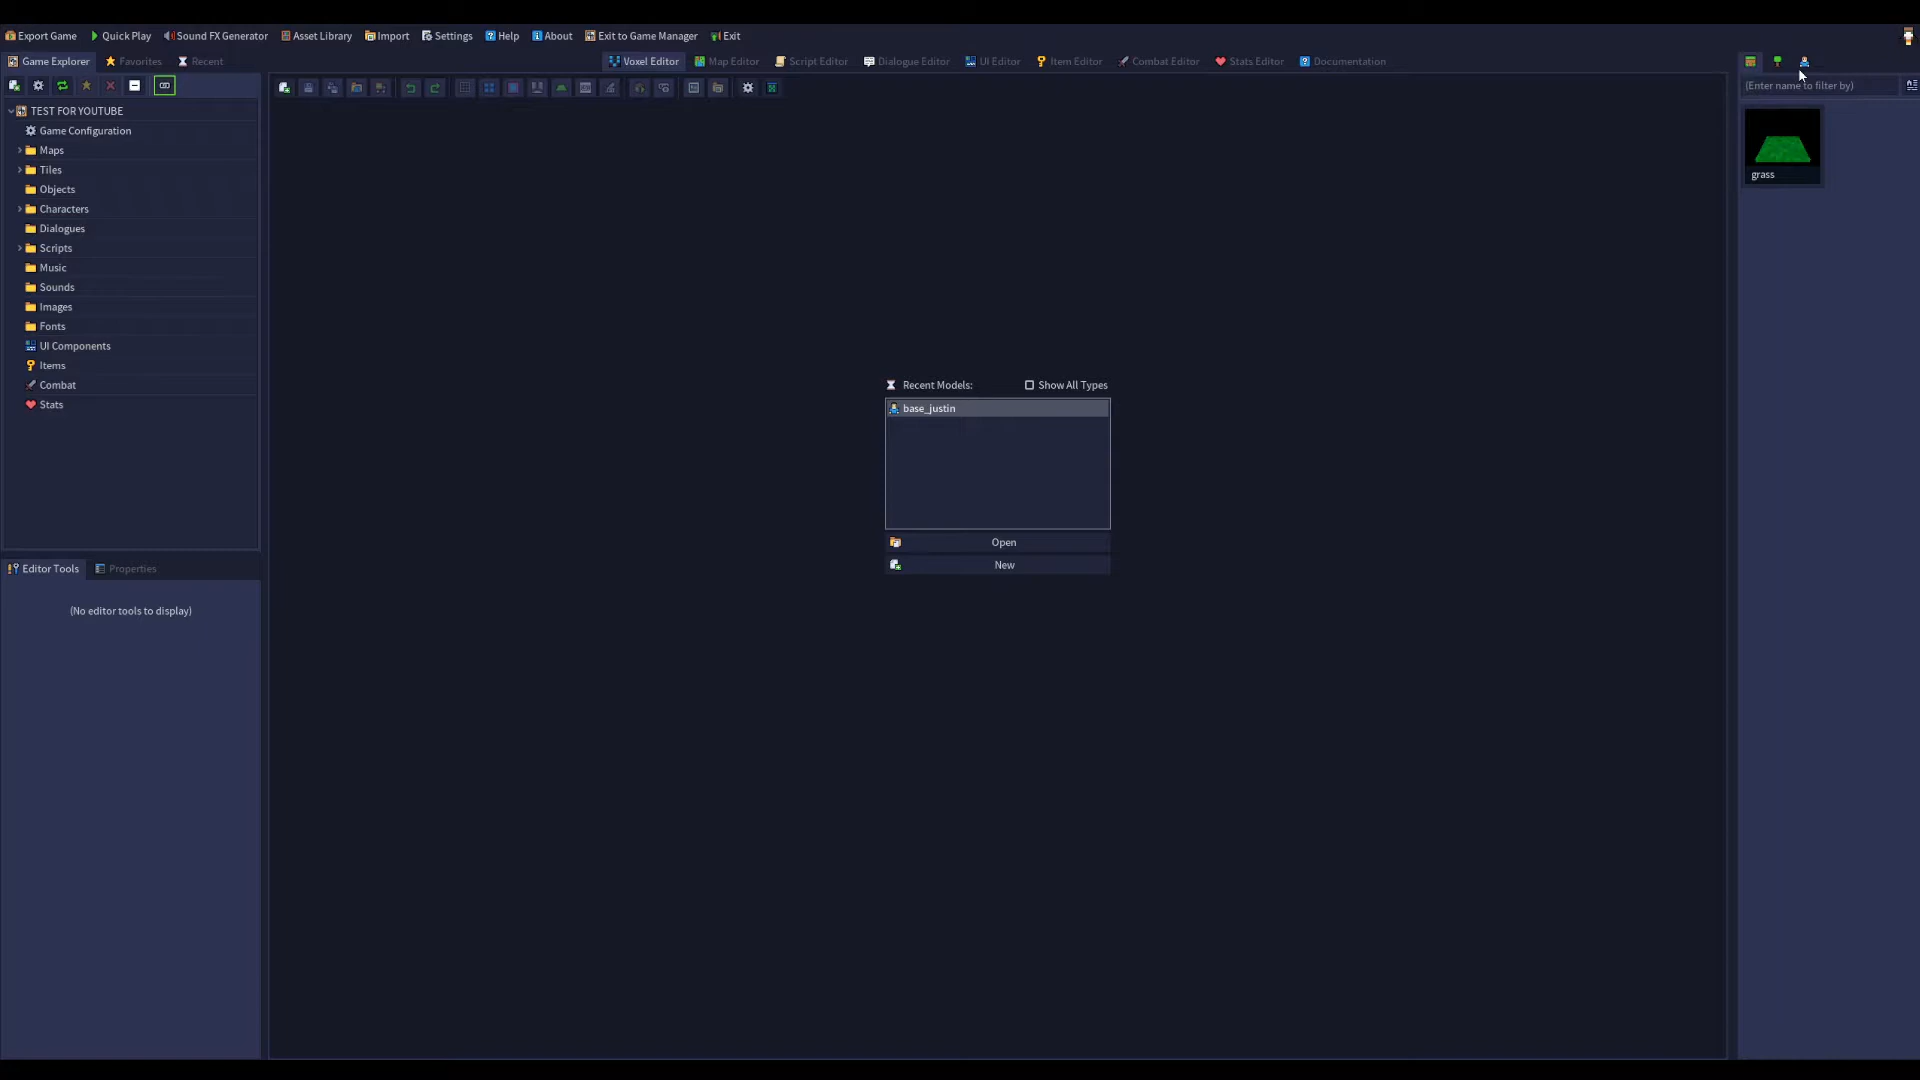 Export Game Quick Play Sound FX Generator Asset Library Import Settings Help About Exit to Game Manager Exit
Game Explorer Favorites Recent
Voxel Editor Map Editor Script Editor Dialogue Editor UI Editor Item Editor Combat Editor Stats Editor Documentation
(Enter name to filter by)
TEST FOR YOUTUBE
Game Configuration
Maps
Tiles
Objects
Characters
Dialogues
Scripts
Music
Sounds
Images
Fonts
UI Components
Items
Combat
Stats
grass
Recent Models: Show All Types
base_justin
Open
New
Editor Tools Properties
(No editor tools to display)